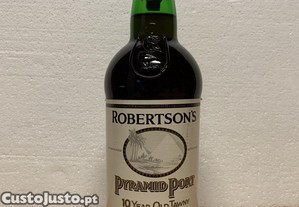 ROBERTSON'S
PYRAMID PORT
10 YEAR OLD TAWNY
CustoJusto.pt